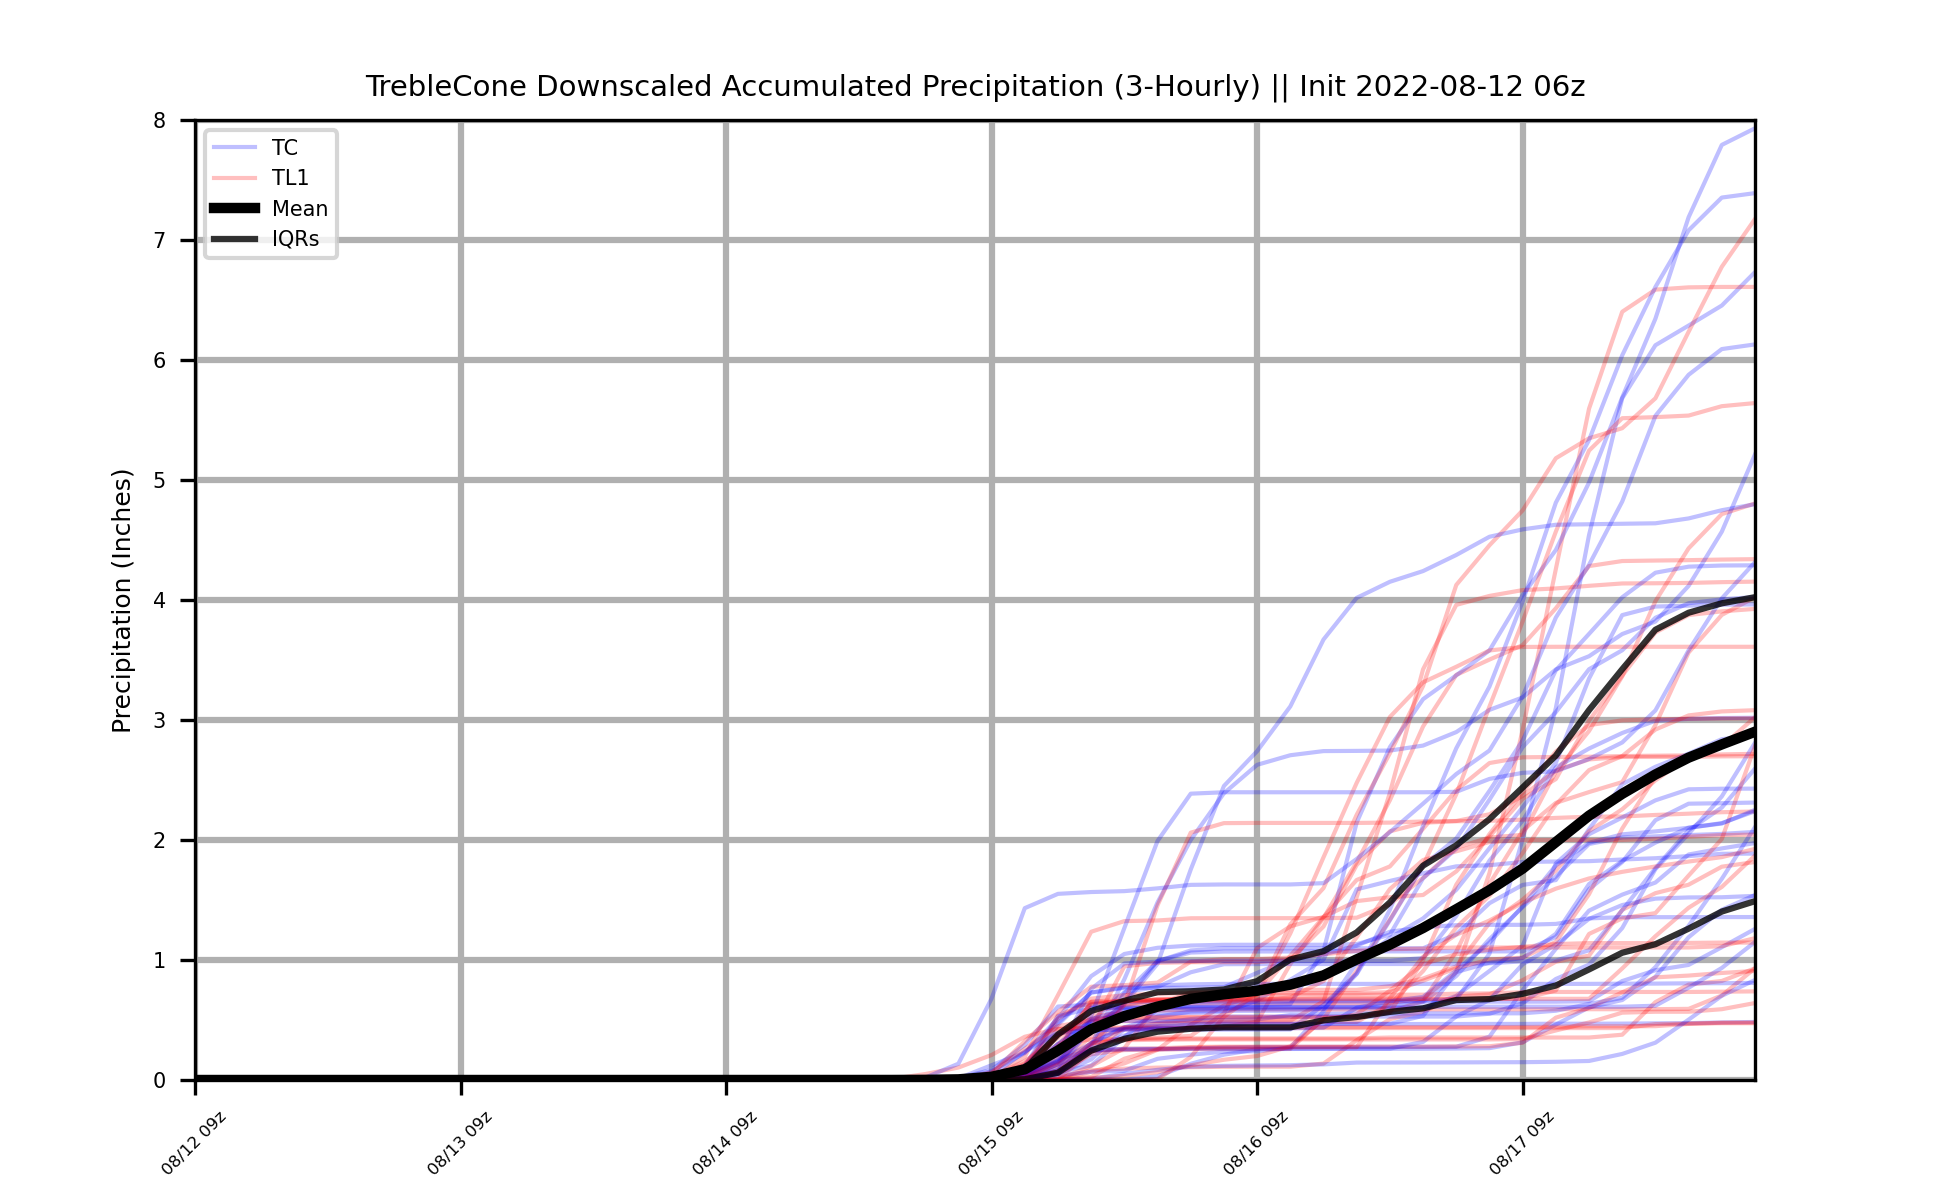 TrebleCone Downscaled Accumulated Precipitation (3-Hourly) || Init 2022-08-12 06z
TC
TL1
Mean
IQRs
Precipitation (Inches)
8
7
6
5
4
3
2
1
0
08/12 09z
08/13 09z
08/14 09z
08/15 09z
08/16 09z
08/17 09z